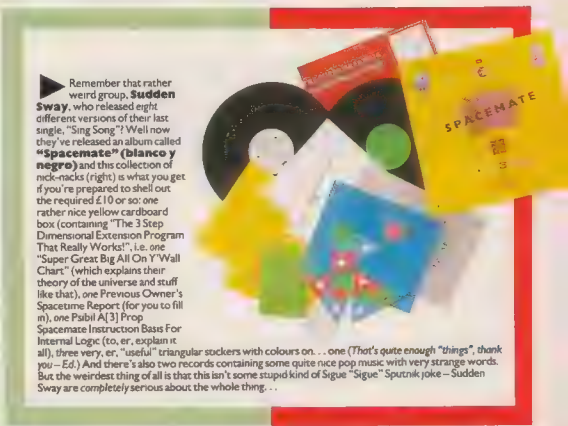 Remember that rather
weird group, Sudden
Sway, who released eight
different versions of their last
single, "Sing Song"? Well now
they've released an album called
"Spacemate" (blanco y
negro) and this collection of
nick-nacks (right) is what you get
if you're prepared to shell out
the required £10 or so: one
rather nice yellow cardboard
box (containing "The 3 Step
Dimensional Extension Program
That Really Works!", i.e. one
"Super Great Big All On Y'Wall
Chart" (which explains their
theory of the universe and stuff
like that), one Previous Owner's
Spacetime Report (for you to fill
in), one Psibil A[3] Prop
Spacemate Instruction Basis For
Internal Logic (to, er, explain it
all), three very, er, "useful" triangular stickers with colours on. . . one (That's quite enough "things", thank
you – Ed.) And there's also two records containing some quite nice pop music with very strange words.
But the weirdest thing of all is that this isn't some stupid kind of Sigue "Sigue" Sputnik joke – Sudden
Sway are completely serious about the whole thing. . .
SPACEMATE